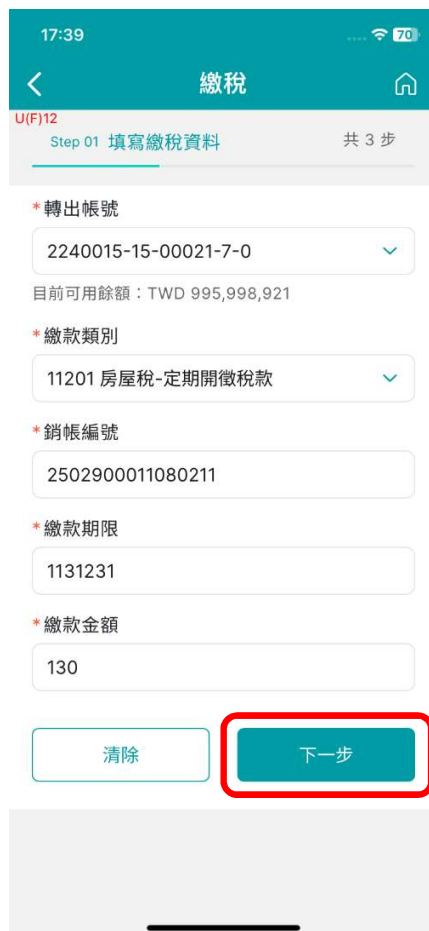 17:39
70
繳稅
U(F)12
Step 01 填寫繳稅資料 共 3 步
*轉出帳號
2240015-15-00021-7-0
目前可用餘額：TWD 995,998,921
*繳款類別
11201 房屋稅-定期開徵稅款
*銷帳編號
2502900011080211
*繳款期限
1131231
*繳款金額
130
清除 下一步